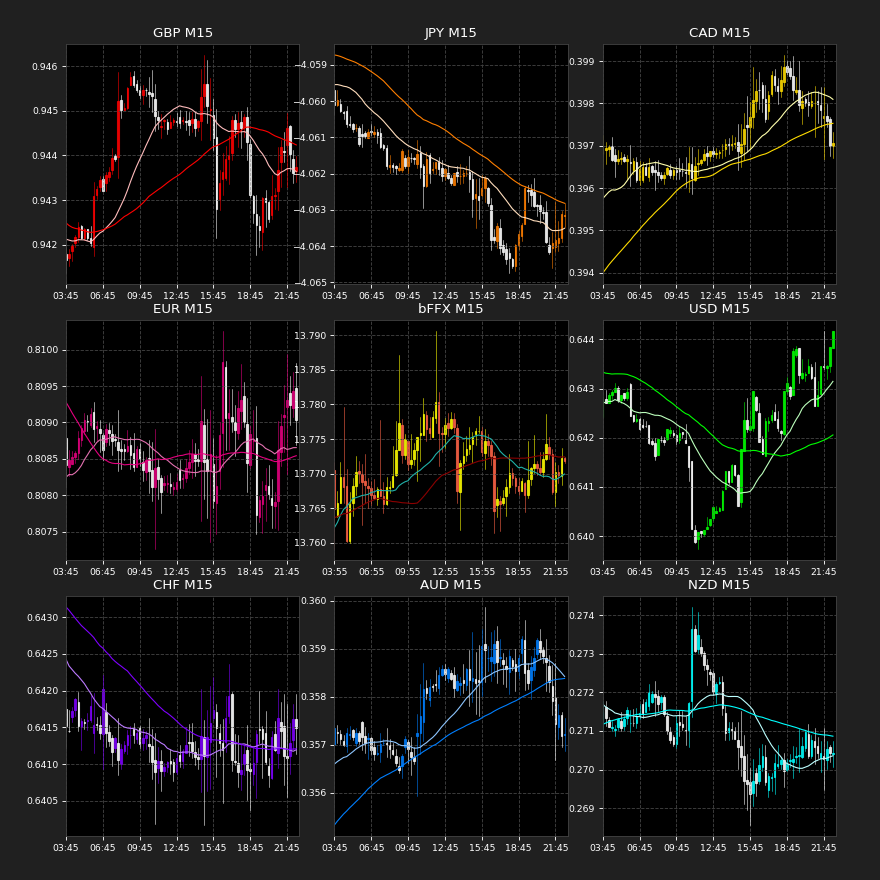 GBP M15
0.946
0.945
0.944
0.943
0.942
03:45 06:45 09:45 12:45 15:45 18:45 21:45
JPY M15
−4.059
−4.060
−4.061
−4.062
−4.063
−4.064
−4.065
03:45 06:45 09:45 12:45 15:45 18:45 21:45
CAD M15
0.399
0.398
0.397
0.396
0.395
0.394
03:45 06:45 09:45 12:45 15:45 18:45 21:45
EUR M15
0.8100
0.8095
0.8090
0.8085
0.8080
0.8075
03:45 06:45 09:45 12:45 15:45 18:45 21:45
bFFX M15
13.790
13.785
13.780
13.775
13.770
13.765
13.760
03:55 06:55 09:55 12:55 15:55 18:55 21:55
USD M15
0.644
0.643
0.642
0.641
0.640
03:45 06:45 09:45 12:45 15:45 18:45 21:45
CHF M15
0.6430
0.6425
0.6420
0.6415
0.6410
0.6405
03:45 06:45 09:45 12:45 15:45 18:45 21:45
AUD M15
0.360
0.359
0.358
0.357
0.356
03:45 06:45 09:45 12:45 15:45 18:45 21:45
NZD M15
0.274
0.273
0.272
0.271
0.270
0.269
03:45 06:45 09:45 12:45 15:45 18:45 21:45